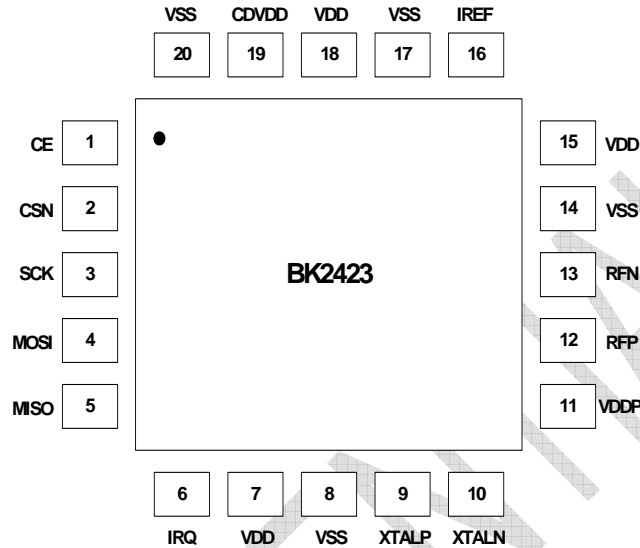 VSS CDVDD VDD VSS IREF
20 19 18 17 16
CE 1 15 VDD
CSN 2 14 VSS
SCK 3 BK2423 13 RFN
MOSI 4 12 RFP
MISO 5 11 VDDP
6 7 8 9 10
IRQ VDD VSS XTALP XTALN